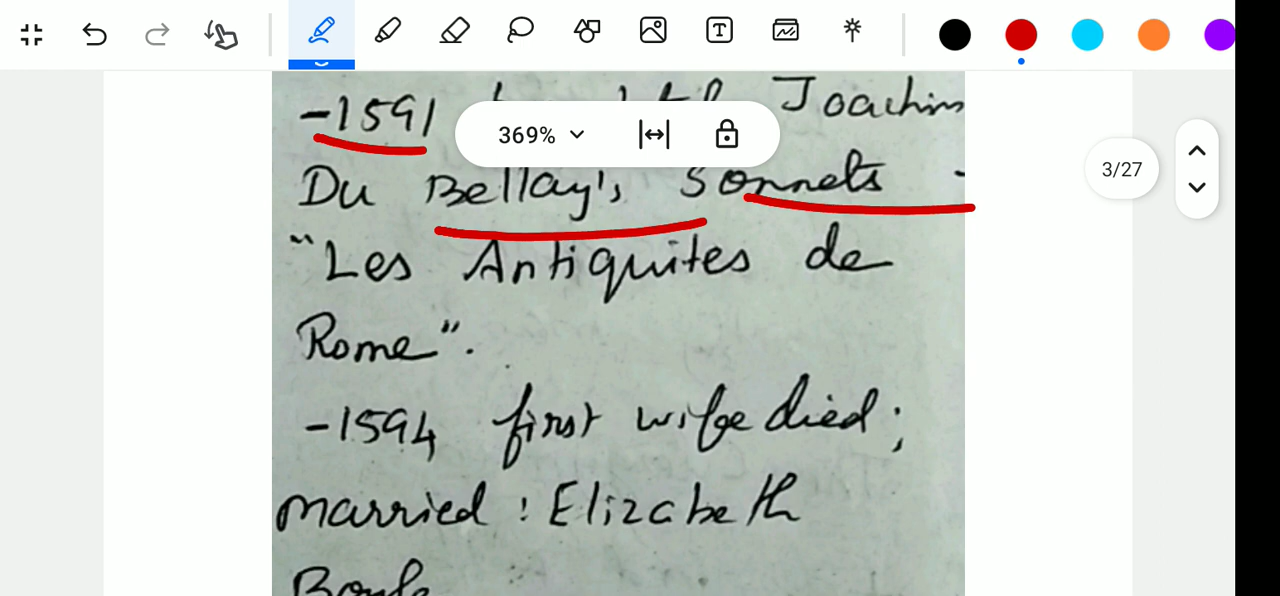 -1591 Joachim
369%
3/27
Du Bellay's Sonnets -
"Les Antiquites de
Rome".
-1594 first wife died;
married : Elizabeth